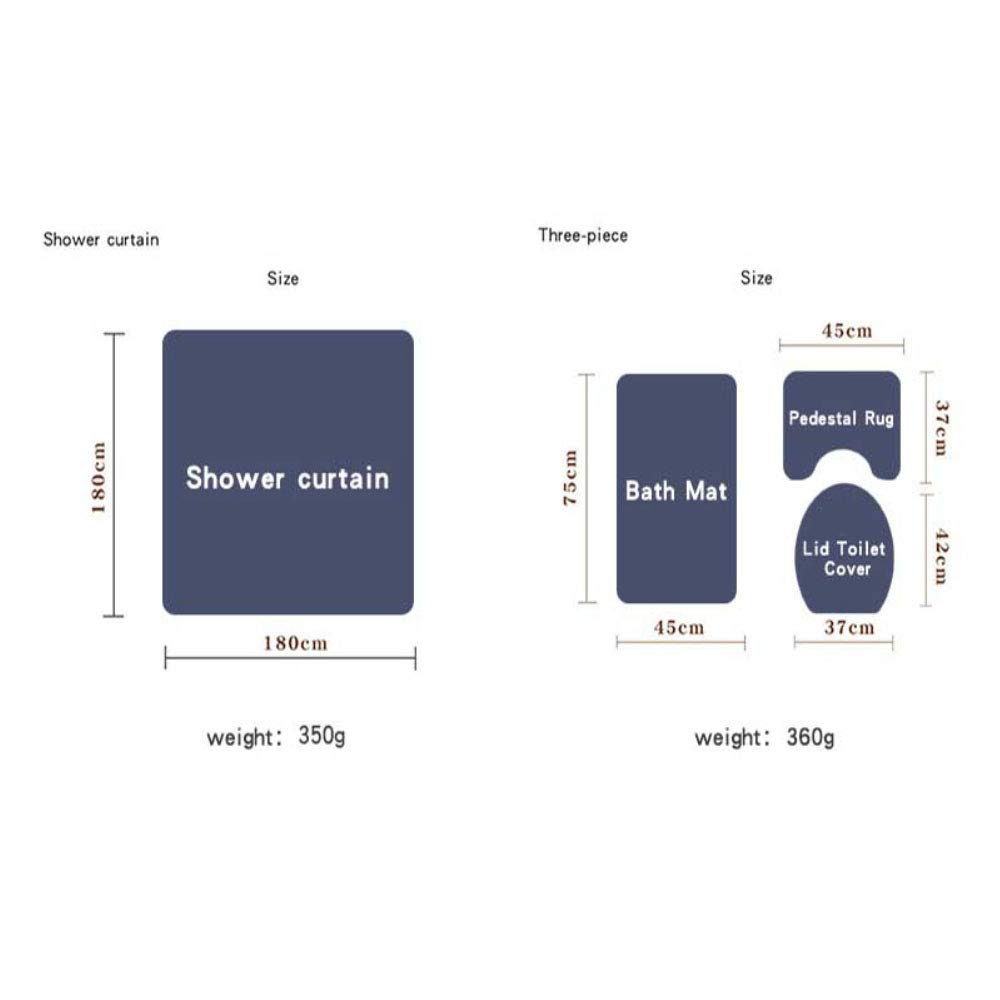 Shower curtain
Size
180cm
Shower curtain
180cm
weight: 350g
Three-piece
Size
45cm
75cm
Bath Mat
45cm
Pedestal Rug
37cm
Lid Toilet
Cover
42cm
37cm
weight: 360g